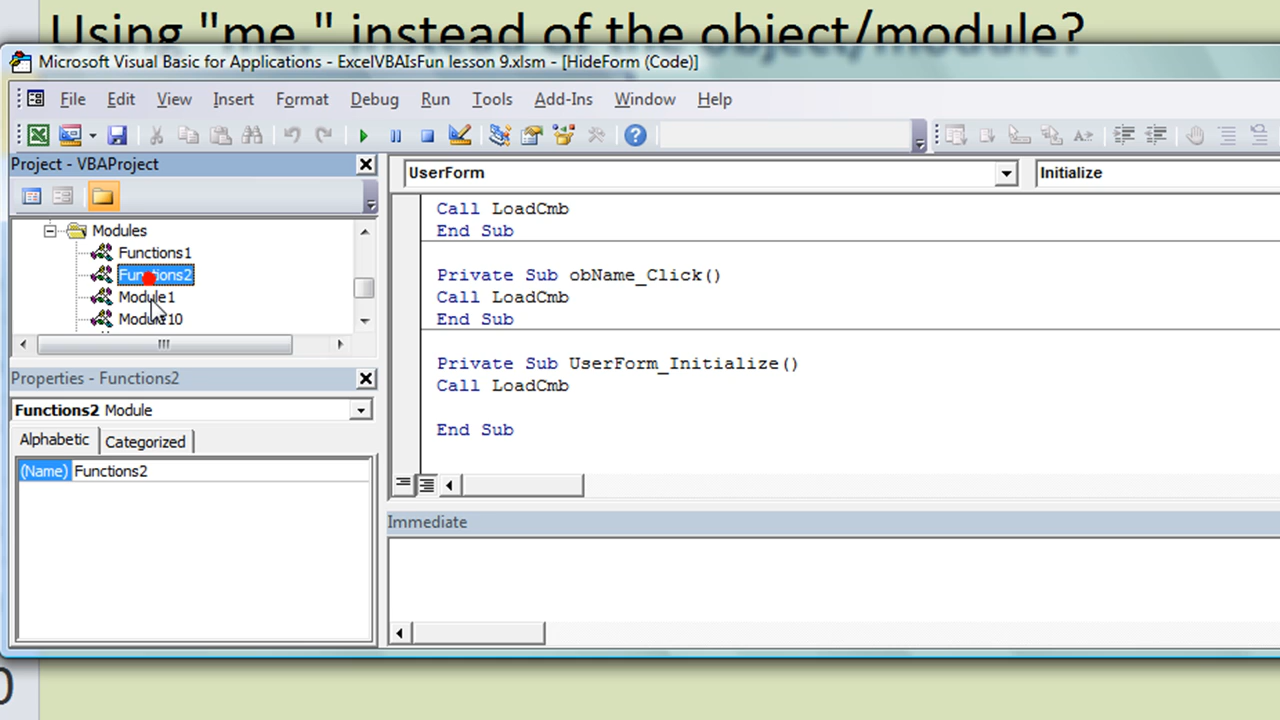 Using "me." instead of the object/module?
Microsoft Visual Basic for Applications - ExcelVBAIsFun lesson 9.xlsm - [HideForm (Code)]
File Edit View Insert Format Debug Run Tools Add-Ins Window Help
Project - VBAProject
UserForm
Initialize
Modules
Functions1
Functions2
Module1
Module10
Call LoadCmb
End Sub
Private Sub obName_Click()
Call LoadCmb
End Sub
Private Sub UserForm_Initialize()
Call LoadCmb
End Sub
Properties - Functions2
Functions2 Module
Alphabetic Categorized
(Name) Functions2
Immediate